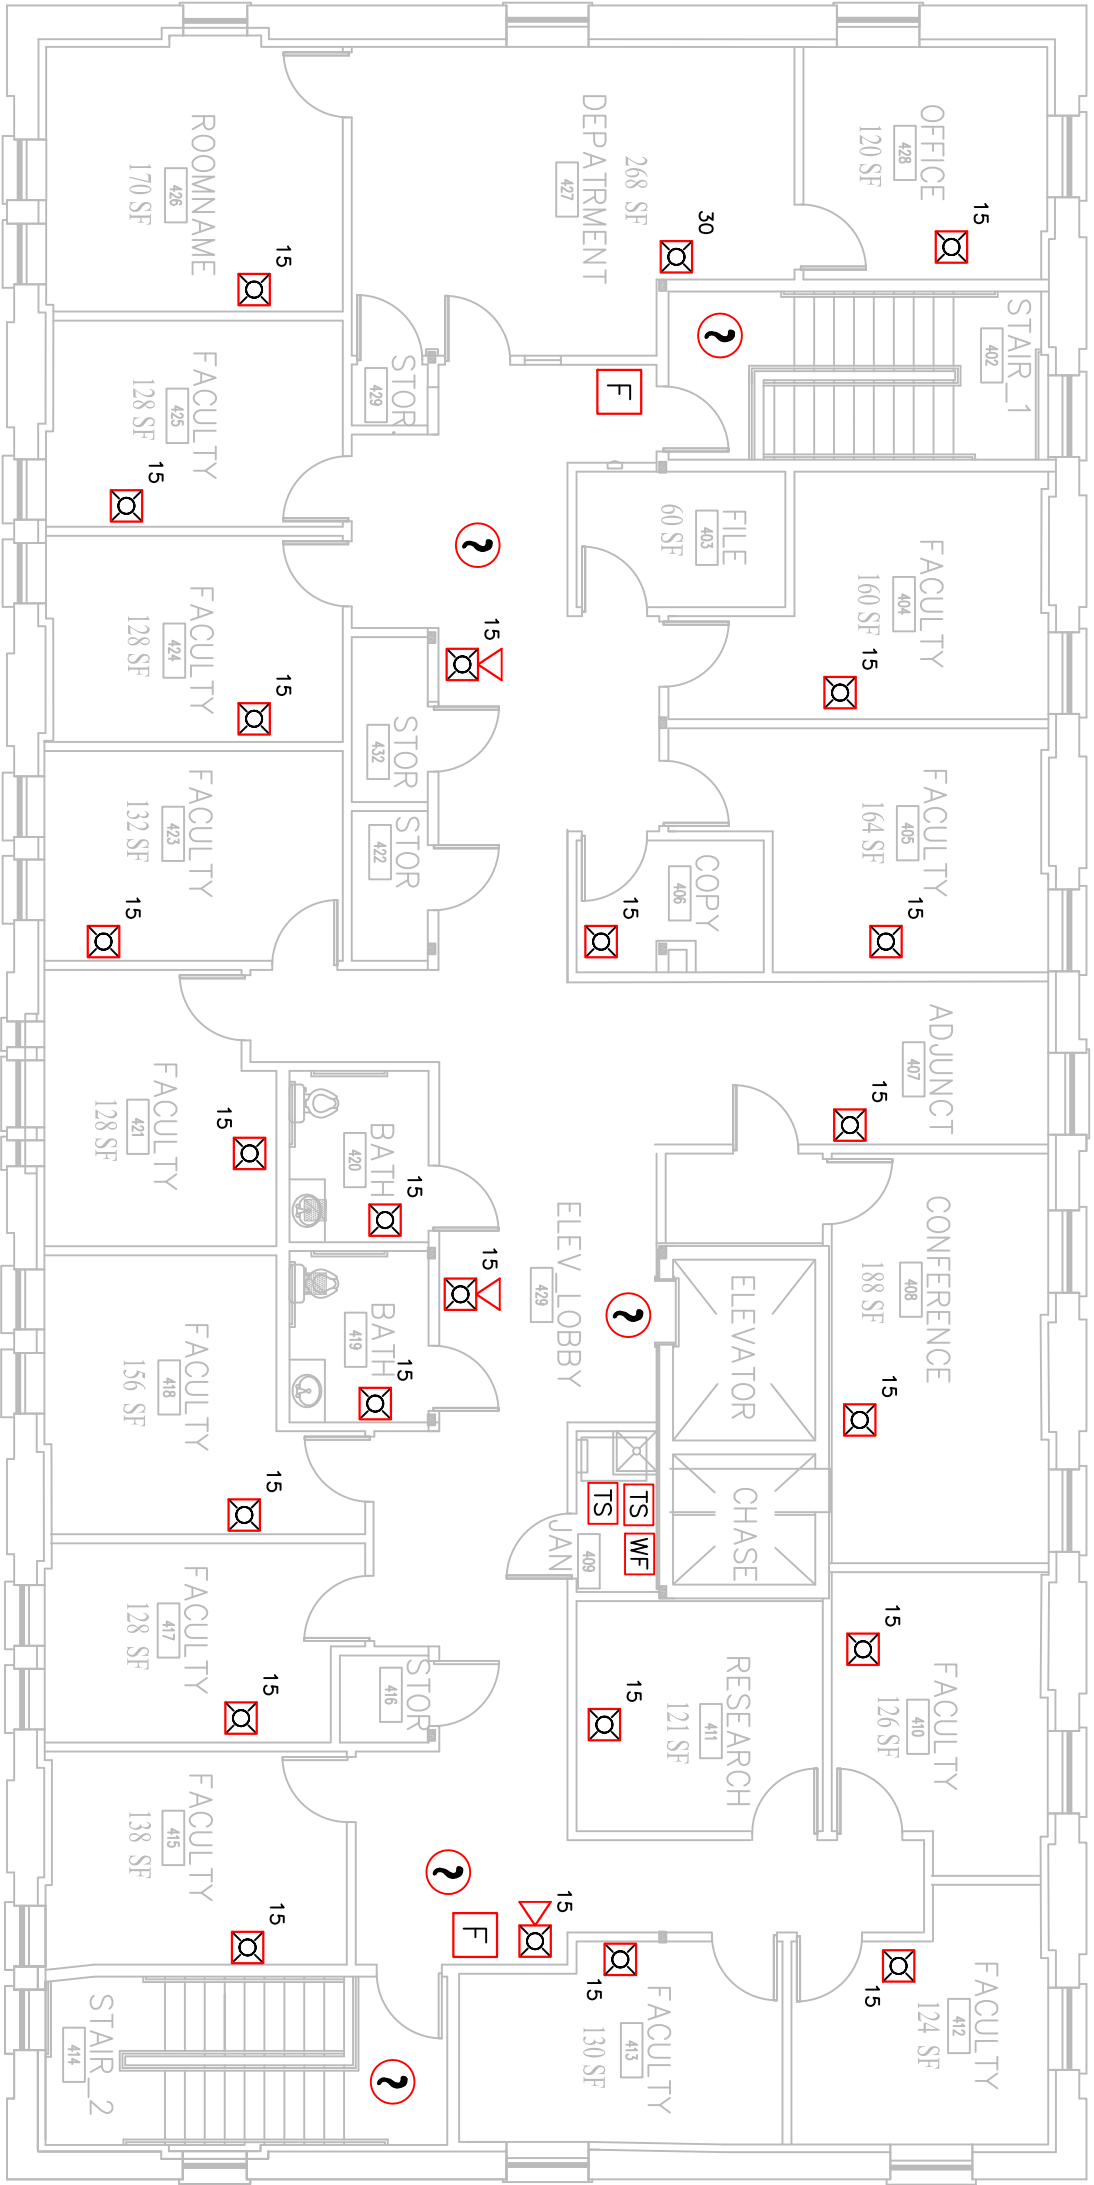 OFFICE
428
120 SF
15
DEPATRMENT
427
268 SF
30
ROOMNAME
426
170 SF
15
STAIR_1
402
F
STOR
429
FACULTY
425
128 SF
15
FILE
403
60 SF
FACULTY
404
160 SF
15
FACULTY
424
128 SF
15
15
STOR
432
FACULTY
405
164 SF
15
COPY
406
15
STOR
422
FACULTY
423
132 SF
15
ADJUNCT
407
15
FACULTY
421
128 SF
15
BATH
420
15
CONFERENCE
408
188 SF
15
ELEVATOR
ELEV_LOBBY
429
15
BATH
419
15
FACULTY
418
156 SF
15
CHASE
TS
TS
WF
JAN
409
FACULTY
410
126 SF
15
RESEARCH
411
121 SF
15
FACULTY
417
128 SF
15
STOR
416
FACULTY
415
138 SF
15
F
15
FACULTY
412
124 SF
15
FACULTY
413
130 SF
15
STAIR_2
414